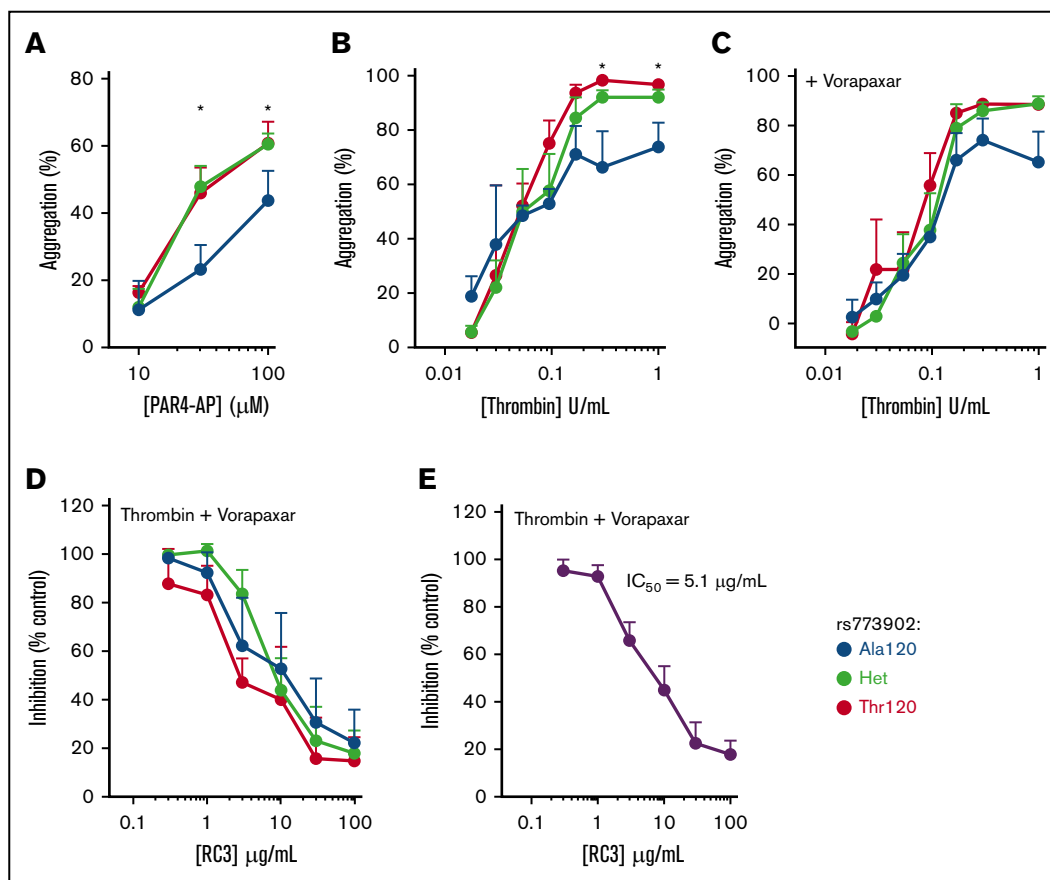 A
Aggregation (%)
80
60
40
20
0
*
*
10
100
[PAR4-AP] (μM)
B
Aggregation (%)
100
80
60
40
20
0
*
*
0.01
0.1
1
[Thrombin] U/mL
C
+ Vorapaxar
Aggregation (%)
100
80
60
40
20
0
0.01
0.1
1
[Thrombin] U/mL
D
Thrombin + Vorapaxar
Inhibition (% control)
120
100
80
60
40
20
0
0.1
1
10
100
[RC3] μg/mL
E
Thrombin + Vorapaxar
IC50 = 5.1 μg/mL
Inhibition (% control)
120
100
80
60
40
20
0
0.1
1
10
100
[RC3] μg/mL
rs773902:
Ala120
Het
Thr120